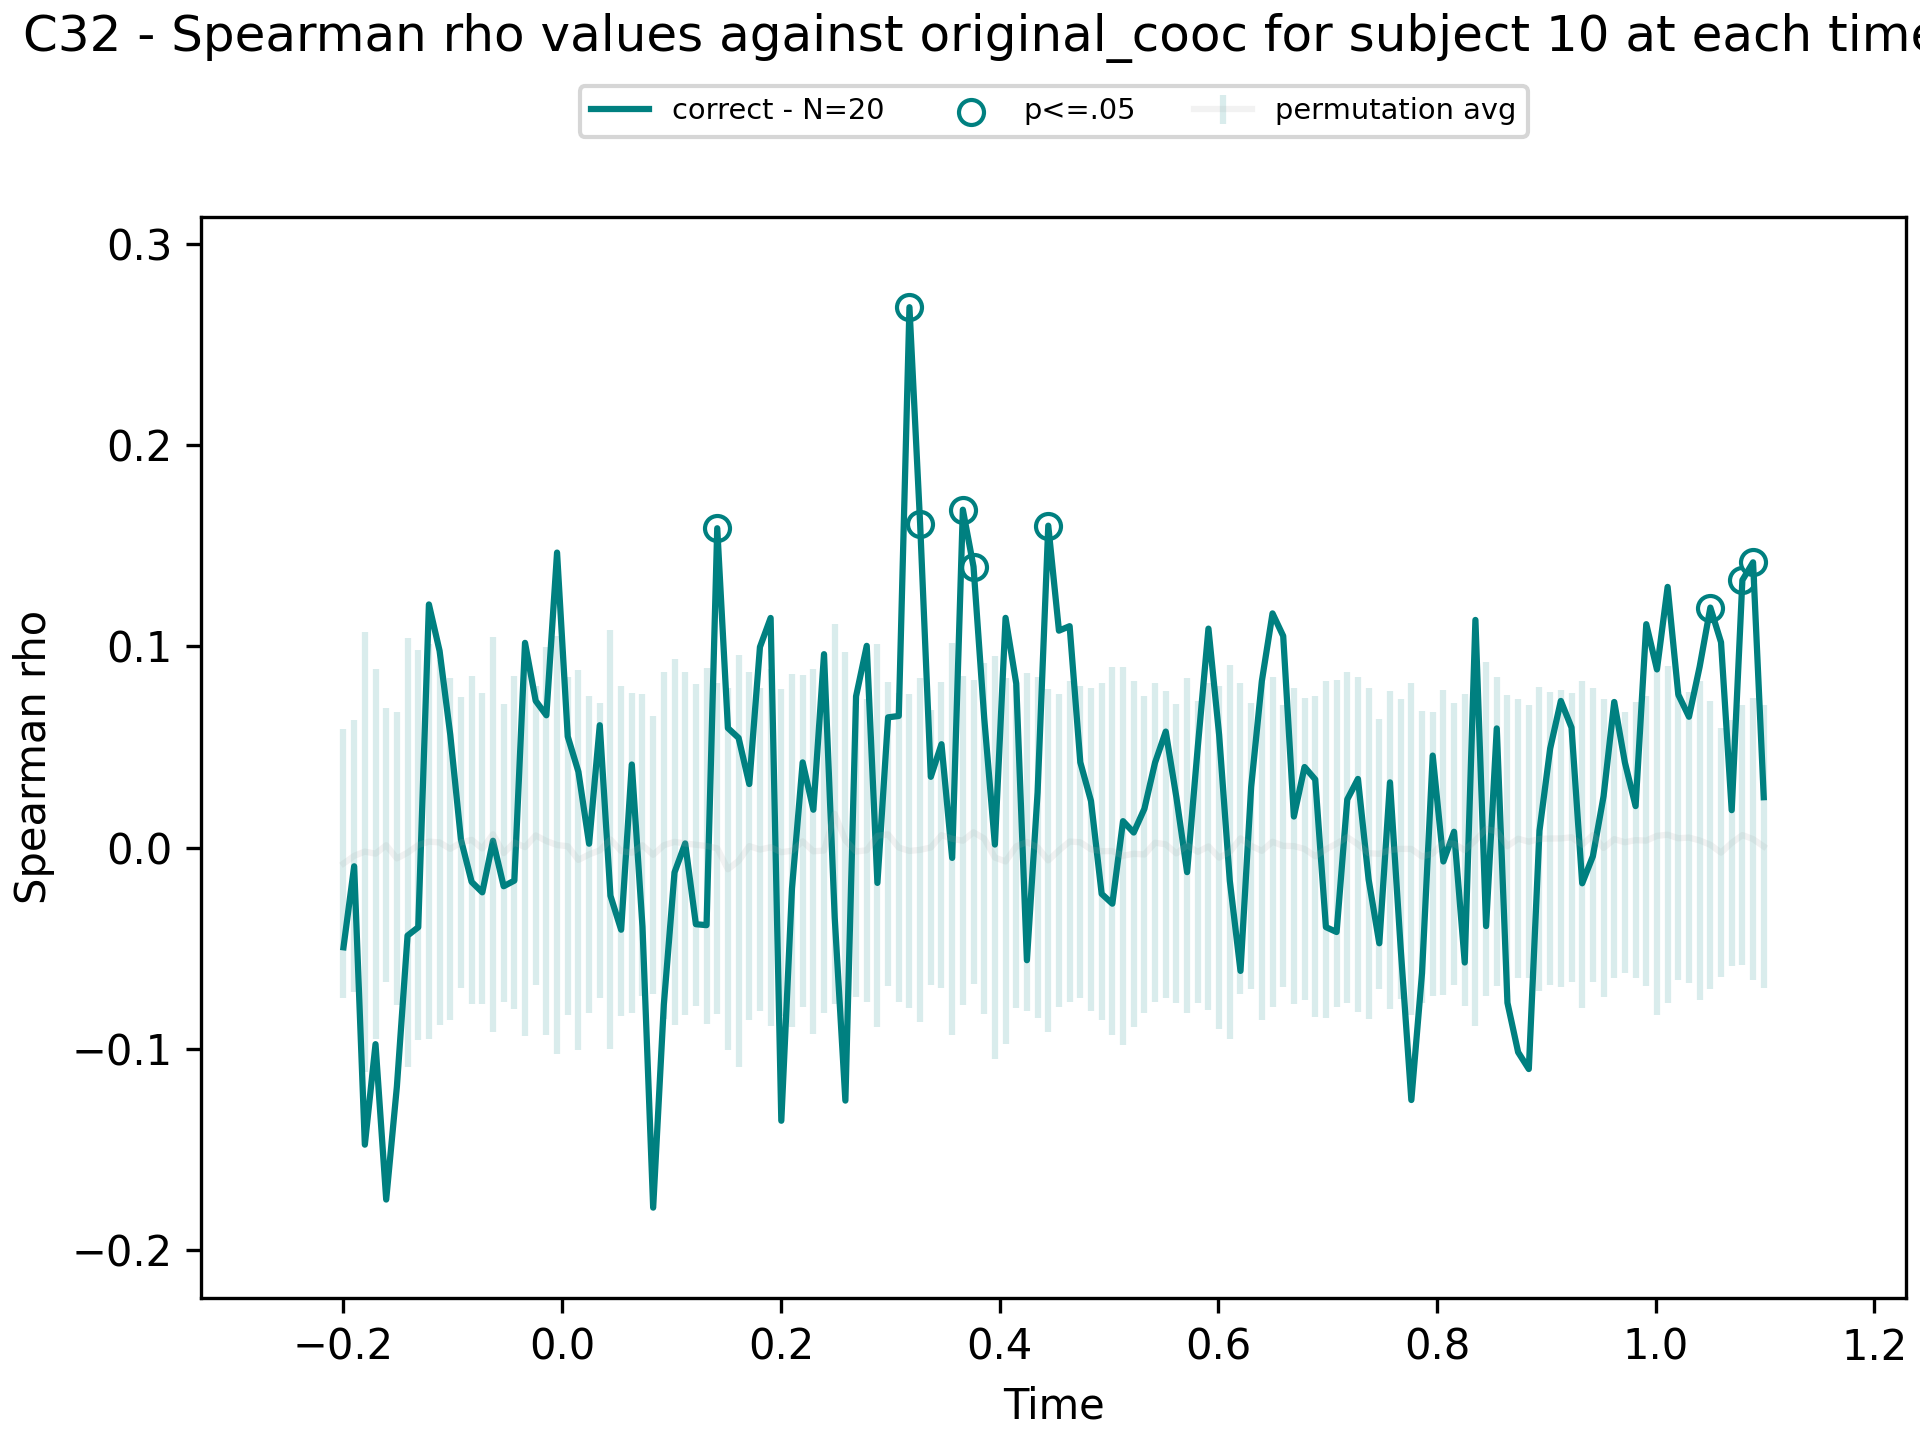 C32 - Spearman rho values against original_cooc for subject 10 at each time
correct - N=20
p<=.05
permutation avg
0.3
0.2
0.1
0.0
−0.1
−0.2
Spearman rho
−0.2
0.0
0.2
0.4
0.6
0.8
1.0
1.2
Time